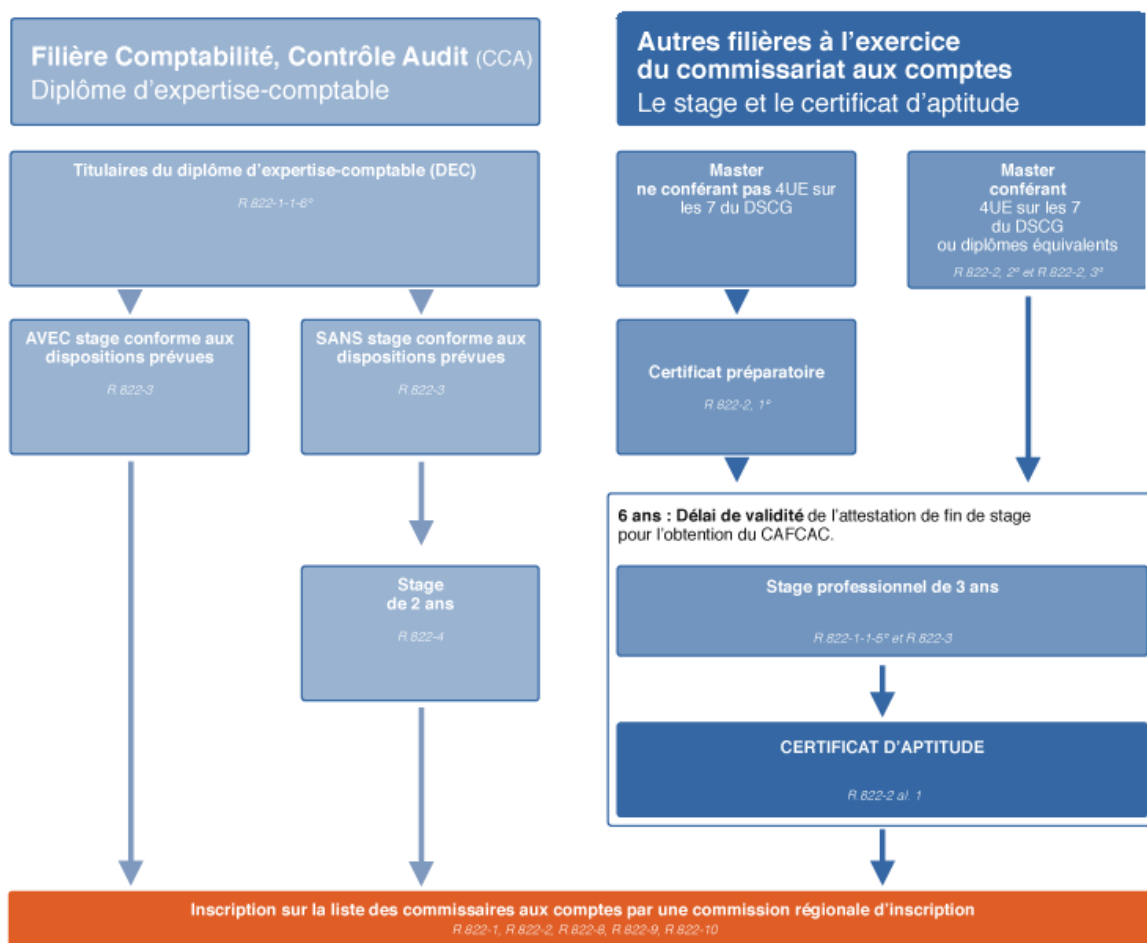 Filière Comptabilité, Contrôle Audit (CCA)
Diplôme d'expertise-comptable
Titulaires du diplôme d'expertise-comptable (DEC)
R.822-1-1-6°
AVEC stage conforme aux
dispositions prévues
R.822-3
SANS stage conforme aux
dispositions prévues
R.822-3
Stage
de 2 ans
R.822-4
Autres filières à l'exercice
du commissariat aux comptes
Le stage et le certificat d'aptitude
Master
ne conférant pas 4UE sur
les 7 du DSCG
Master
conférant
4UE sur les 7
du DSCG
ou diplômes équivalents
R.822-2, 2° et R.822-2, 3°
Certificat préparatoire
R.822-2, 1°
6 ans : Délai de validité de l'attestation de fin de stage
pour l'obtention du CAFCAC.
Stage professionnel de 3 ans
R.822-1-1-5° et R.822-3
CERTIFICAT D'APTITUDE
R.822-2 al. 1
Inscription sur la liste des commissaires aux comptes par une commission régionale d'inscription
R.822-1, R.822-2, R.822-8, R.822-9, R.822-10